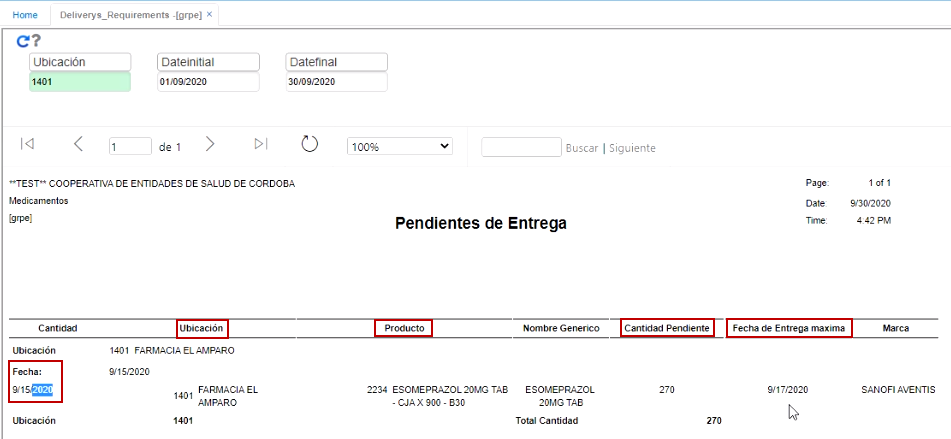 Home Deliverys_Requirements -[grpe] ×
?
Ubicación Dateinitial Datefinal
1401 01/09/2020 30/09/2020
1 de 1 100% Buscar | Siguiente
**TEST** COOPERATIVA DE ENTIDADES DE SALUD DE CORDOBA Page: 1 of 1
Medicamentos Date: 9/30/2020
[grpe] Time: 4:42 PM
Pendientes de Entrega
Cantidad Ubicación Producto Nombre Generico Cantidad Pendiente Fecha de Entrega maxima Marca
Ubicación 1401 FARMACIA EL AMPARO
Fecha: 9/15/2020
9/15/2020 1401 FARMACIA EL 2234 ESOMEPRAZOL 20MG TAB ESOMEPRAZOL 270 9/17/2020 SANOFI AVENTIS
AMPARO - CJA X 900 - B30 20MG TAB
Ubicación 1401 Total Cantidad 270